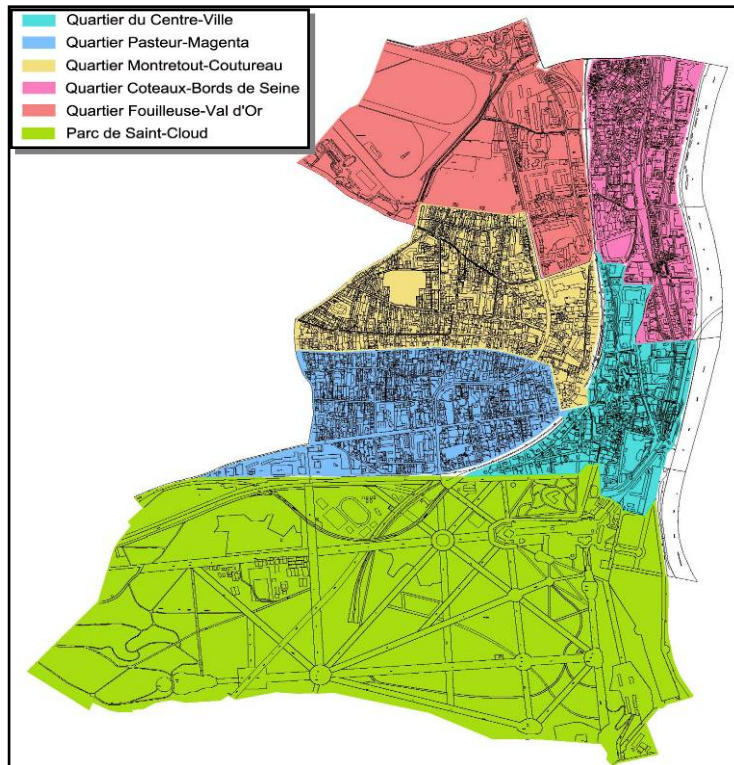 Quartier du Centre-Ville
Quartier Pasteur-Magenta
Quartier Montretout-Coutureau
Quartier Coteaux-Bords de Seine
Quartier Fouilleuse-Val d'Or
Parc de Saint-Cloud